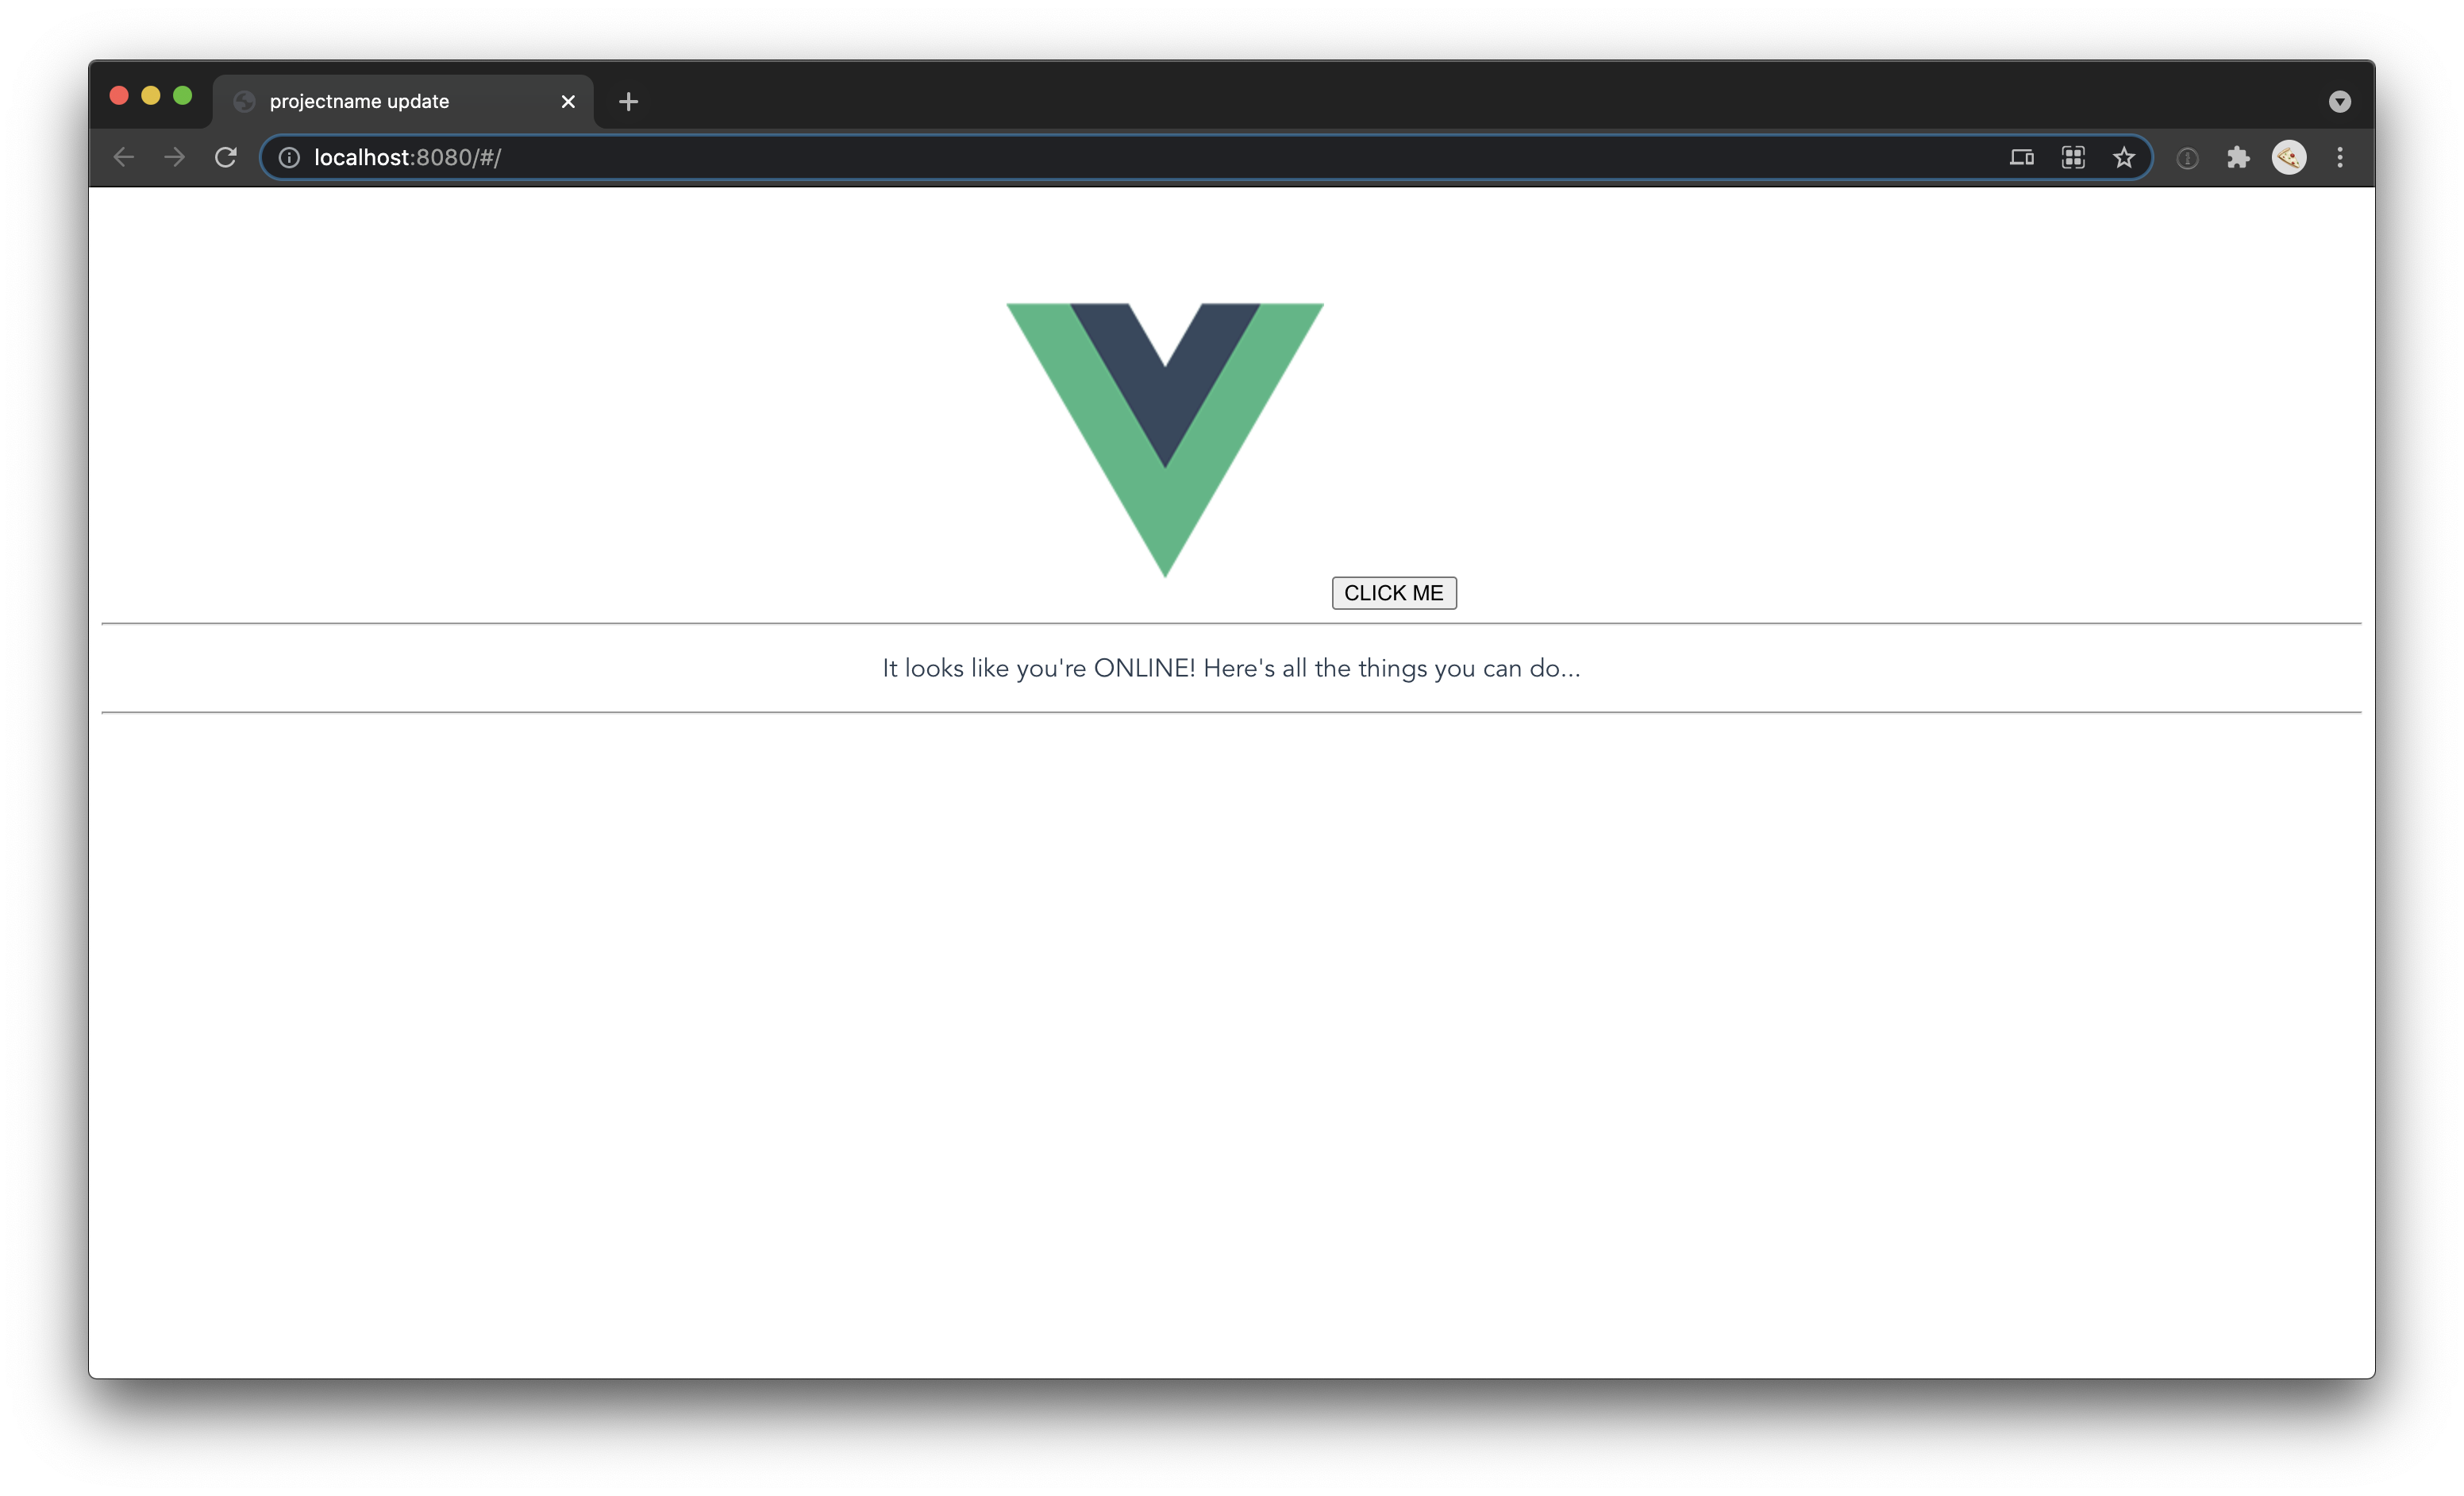 projectname update
localhost:8080/#/
CLICK ME
It looks like you're ONLINE! Here's all the things you can do...